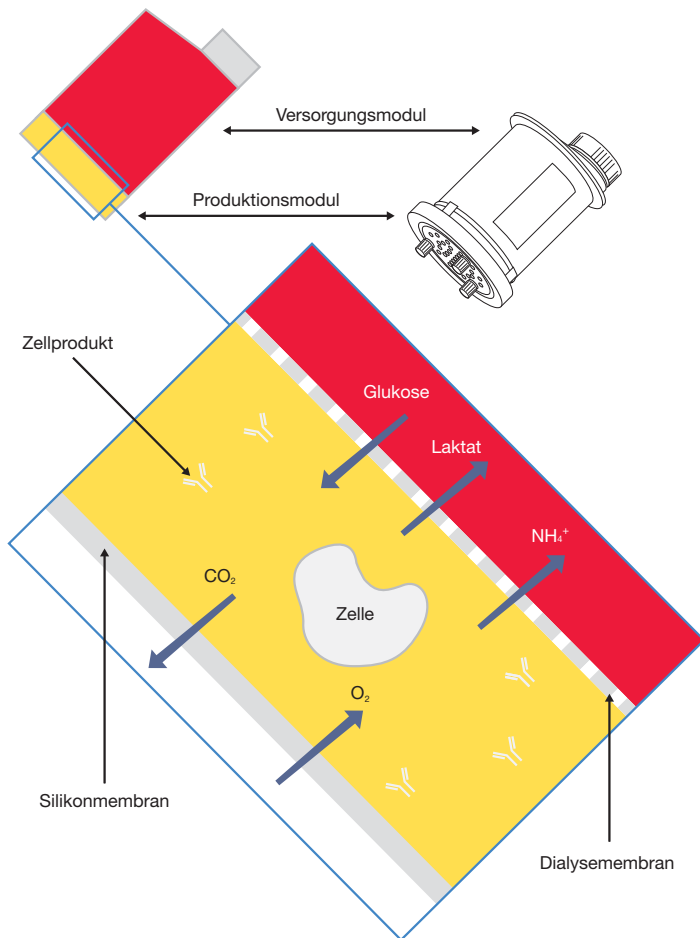 Versorgungsmodul
Produktionsmodul
Zellprodukt
Glukose
Laktat
NH₄⁺
CO₂
Zelle
O₂
Silikonmembran
Dialysemembran